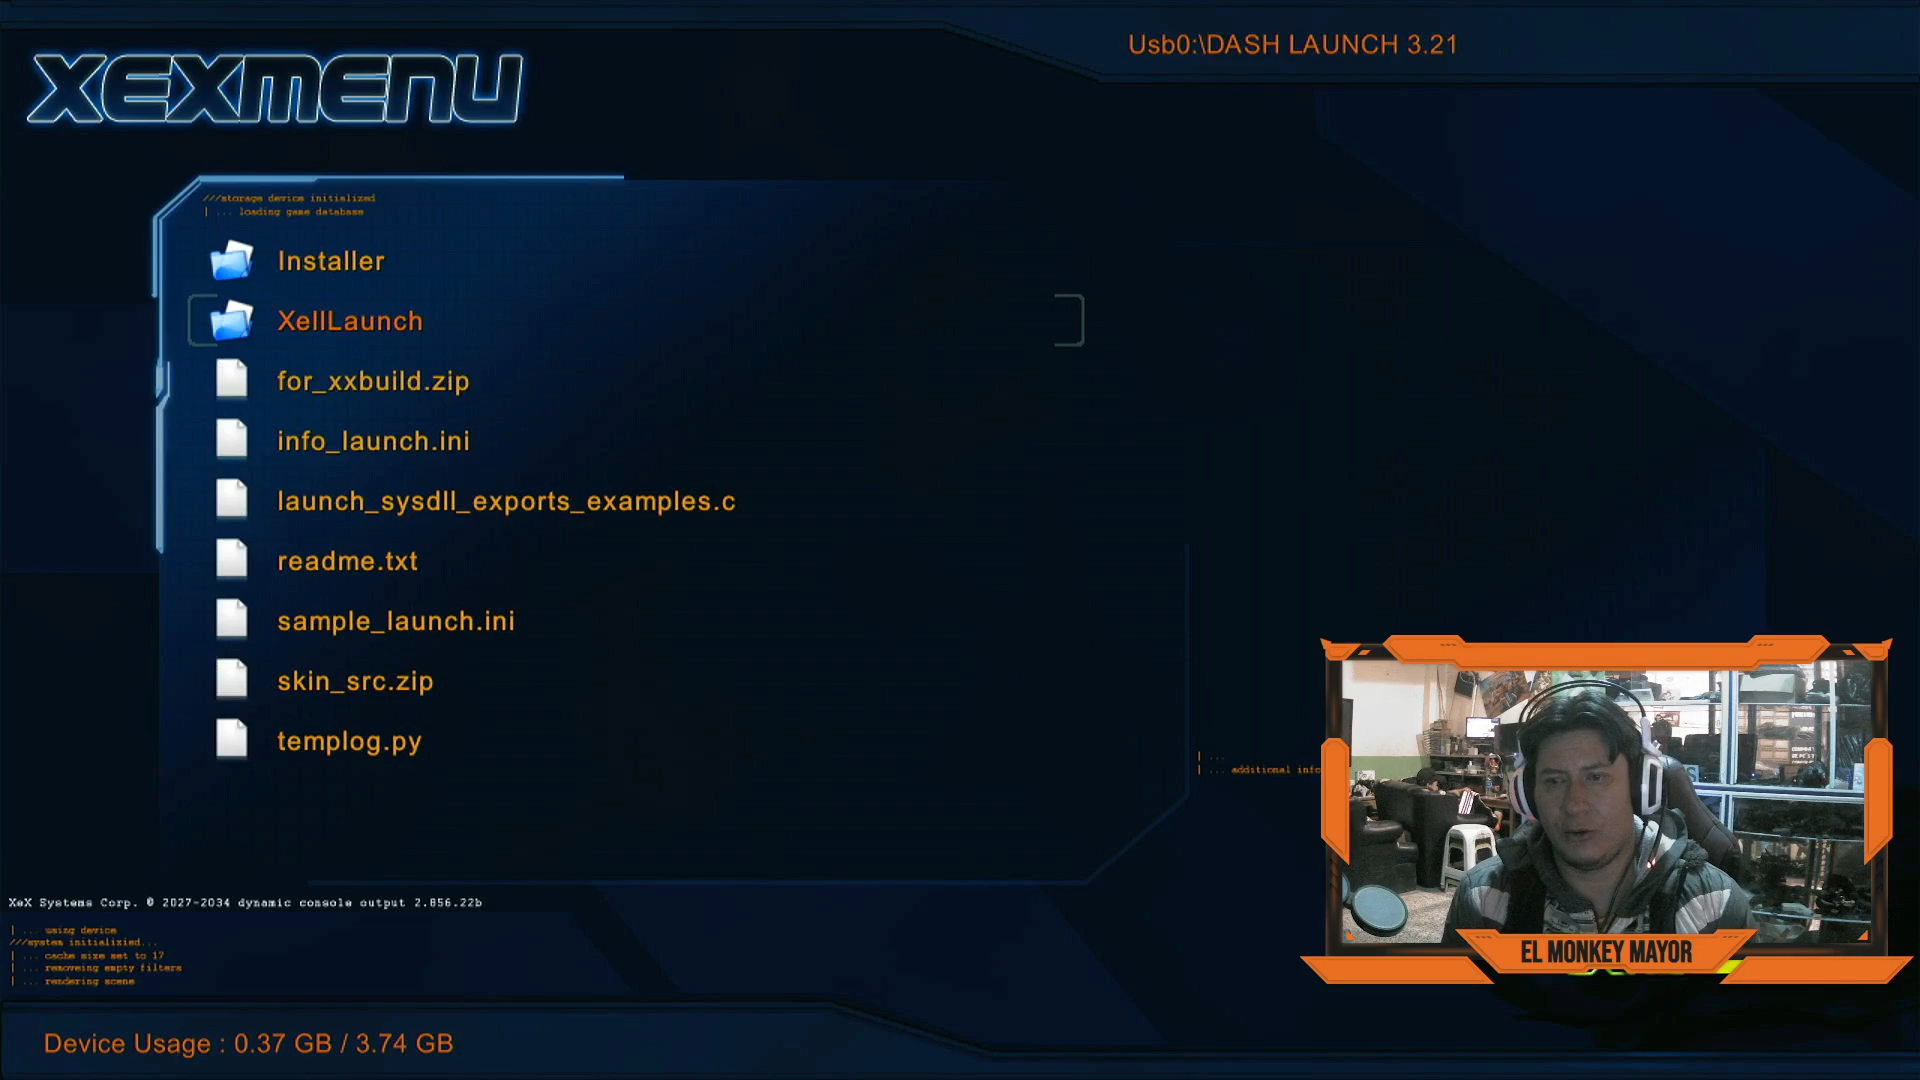 XEXMENU
Usb0:\DASH LAUNCH 3.21
///storage device initialized
| ... loading game database
Installer
XellLaunch
for_xxbuild.zip
info_launch.ini
launch_sysdll_exports_examples.c
readme.txt
sample_launch.ini
skin_src.zip
templog.py
| ...
| ... additional info
XeX Systems Corp. © 2027-2034 dynamic console output 2.856.22b
| ... using device
///system initializied...
| ... cache size set to 17
| ... removeing empty filters
| ... rendering scene
EL MONKEY MAYOR
Device Usage : 0.37 GB / 3.74 GB